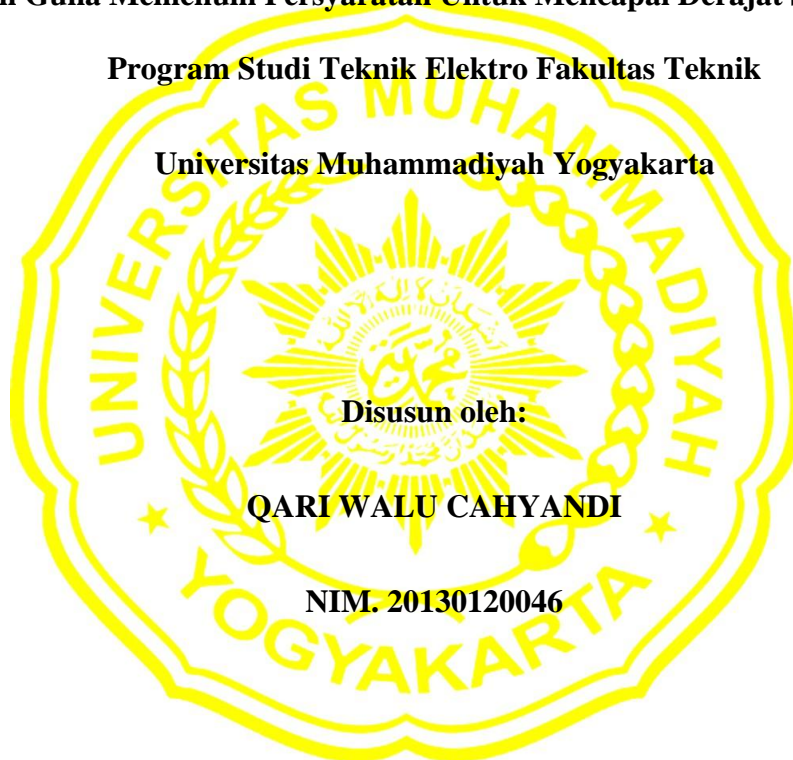 Guna Memenuhi Persyaratan Untuk Mencapai Derajat
Program Studi Teknik Elektro Fakultas Teknik
Universitas Muhammadiyah Yogyakarta
UNIVERSITAS MUHAMMADIYAH
Disusun oleh:
QARI WALU CAHYANDI
NIM. 20130120046
YOGYAKARTA